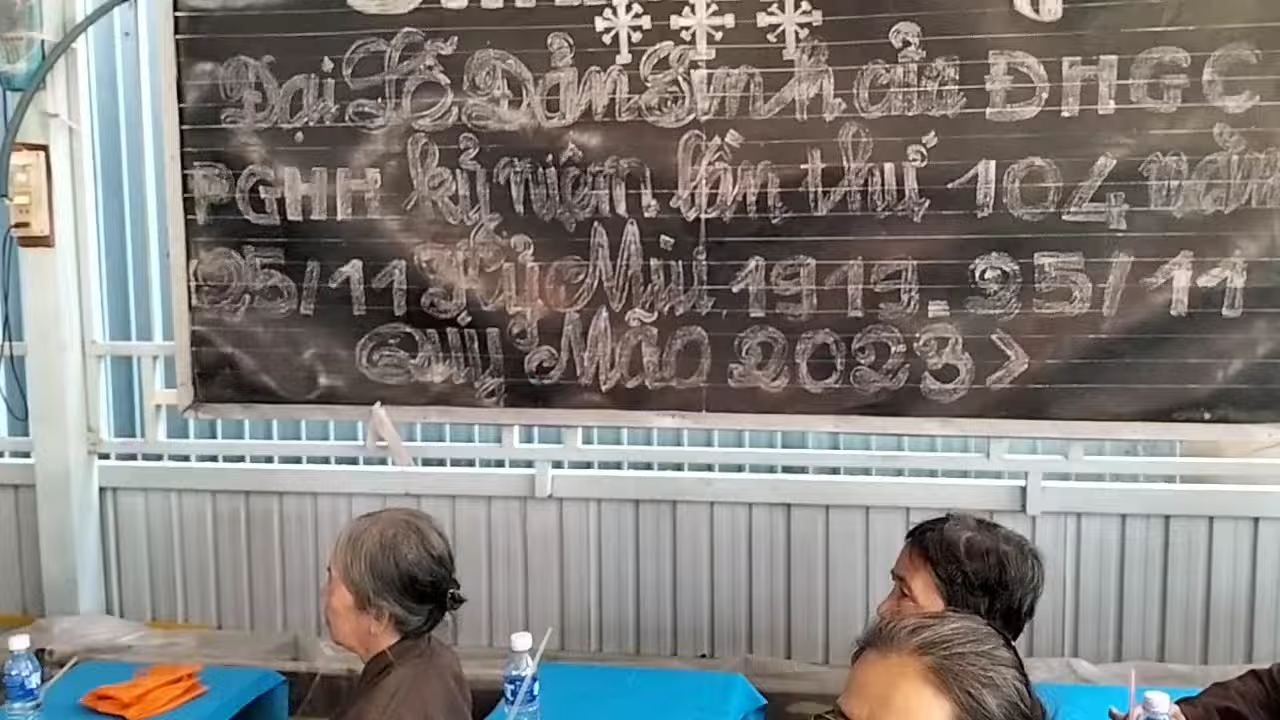 Đại Lễ Đản Sinh của ĐHGC
PGHH kỷ niệm lần thứ 104 năm
25/11 Kỷ Mùi 1919 = 25/11
Quý Mão 2023 >